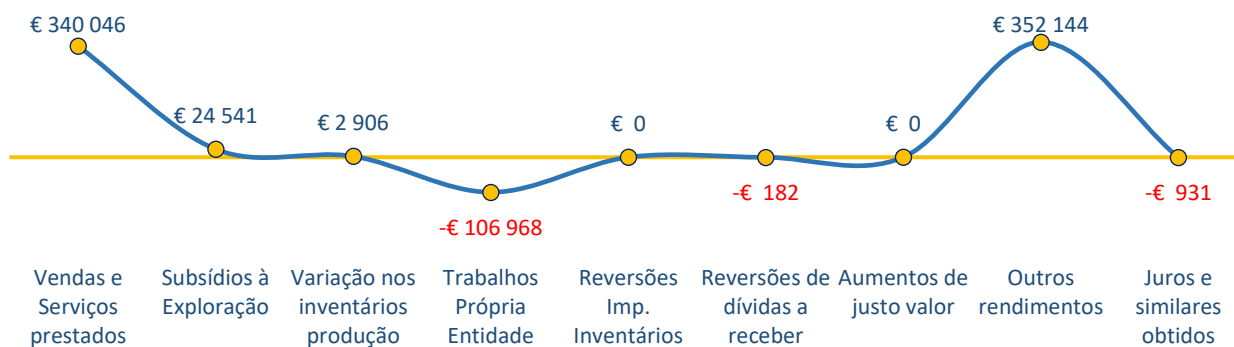 € 340 046
€ 24 541
€ 2 906
-€ 106 968
€ 0
-€ 182
€ 0
€ 352 144
-€ 931
Vendas e
Serviços
prestados
Subsídios à
Exploração
Variação nos
inventários
produção
Trabalhos
Própria
Entidade
Reversões
Imp.
Inventários
Reversões de
dívidas a
receber
Aumentos de
justo valor
Outros
rendimentos
Juros e
similares
obtidos